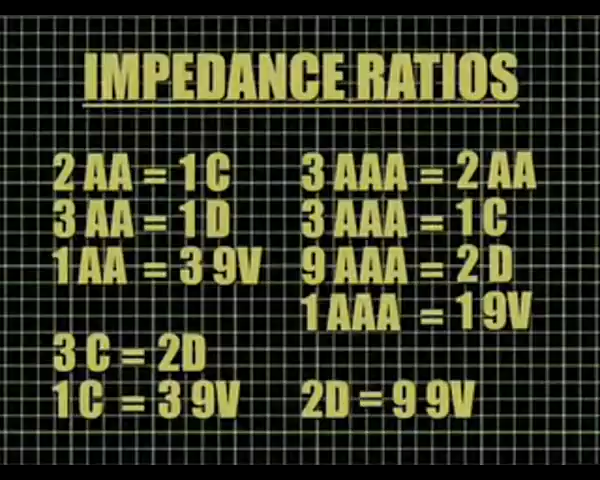 IMPEDANCE RATIOS
2 AA = 1 C
3 AA = 1 D
1 AA = 3 9V
3 C = 2D
1 C = 3 9V
3 AAA = 2 AA
3 AAA = 1 C
9 AAA = 2 D
1 AAA = 1 9V
2D = 9 9V